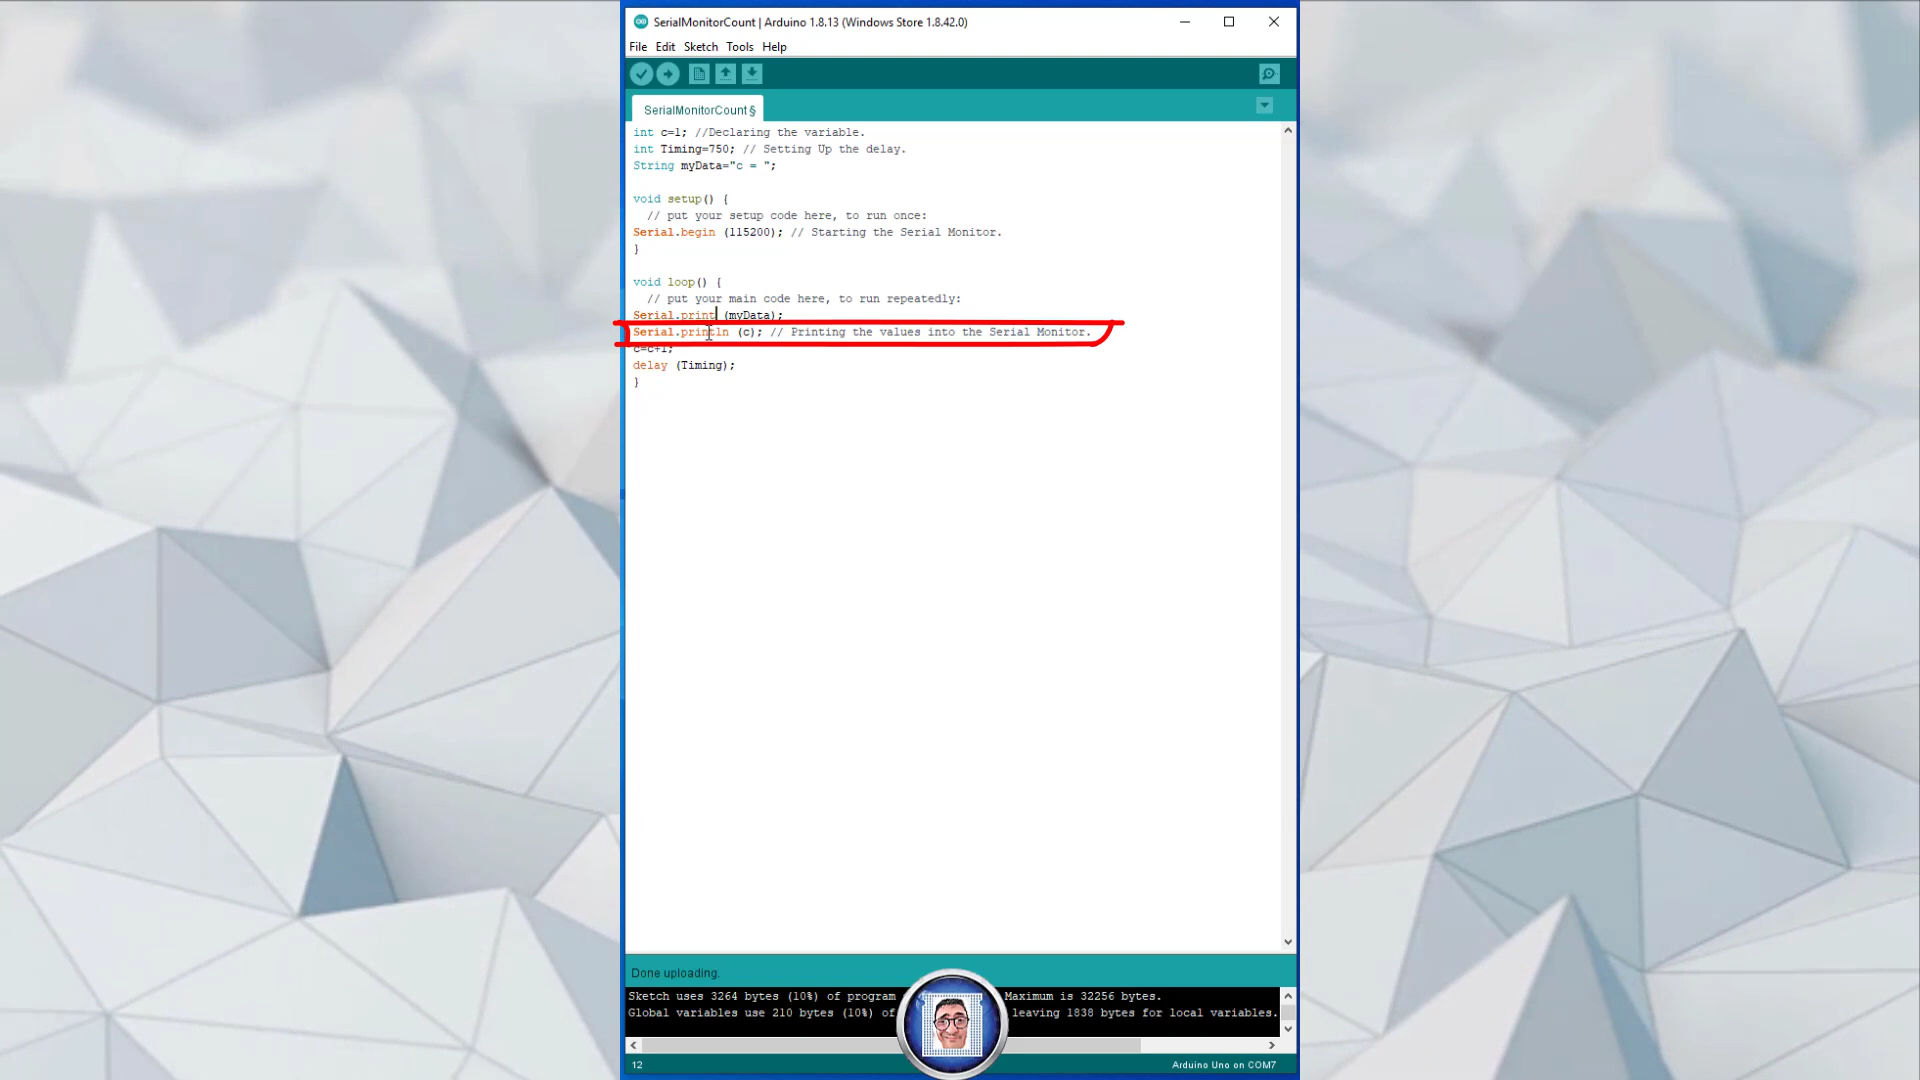 SerialMonitorCount | Arduino 1.8.13 (Windows Store 1.8.42.0)
File Edit Sketch Tools Help
SerialMonitorCount §
int c=1; //Declaring the variable.
int Timing=750; // Setting Up the delay.
String myData="c = ";
void setup() {
// put your setup code here, to run once:
Serial.begin (115200); // Starting the Serial Monitor.
}
void loop() {
// put your main code here, to run repeatedly:
Serial.print (myData);
Serial.println (c); // Printing the values into the Serial Monitor.
c=c+1;
delay (Timing);
}
Done uploading.
Sketch uses 3264 bytes (10%) of program Maximum is 32256 bytes.
Global variables use 210 bytes (10%) of leaving 1838 bytes for local variables.
12 Arduino Uno on COM7